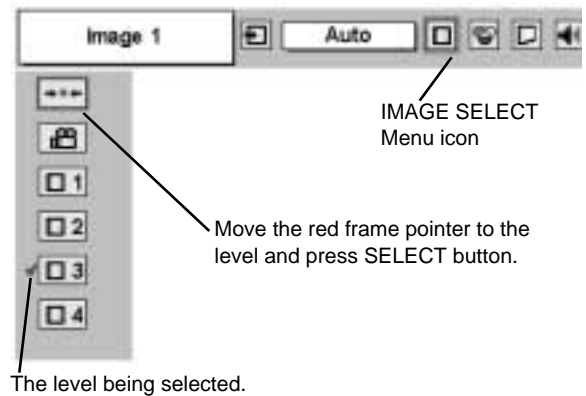 Image 1
Auto
IMAGE SELECT
Menu icon
Move the red frame pointer to the
level and press SELECT button.
1
2
3
4
The level being selected.